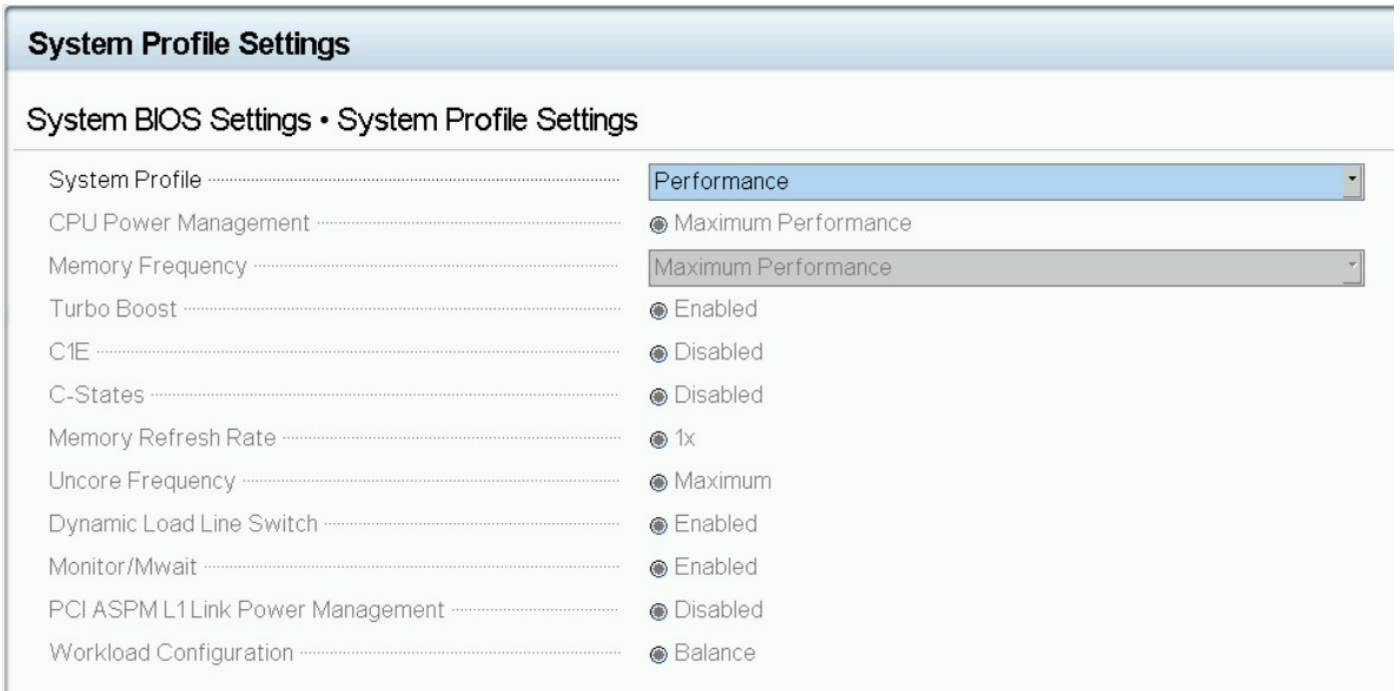 System Profile Settings
System BIOS Settings • System Profile Settings
System Profile Performance
CPU Power Management Maximum Performance
Memory Frequency Maximum Performance
Turbo Boost Enabled
C1E Disabled
C-States Disabled
Memory Refresh Rate 1x
Uncore Frequency Maximum
Dynamic Load Line Switch Enabled
Monitor/Mwait Enabled
PCI ASPM L1 Link Power Management Disabled
Workload Configuration Balance